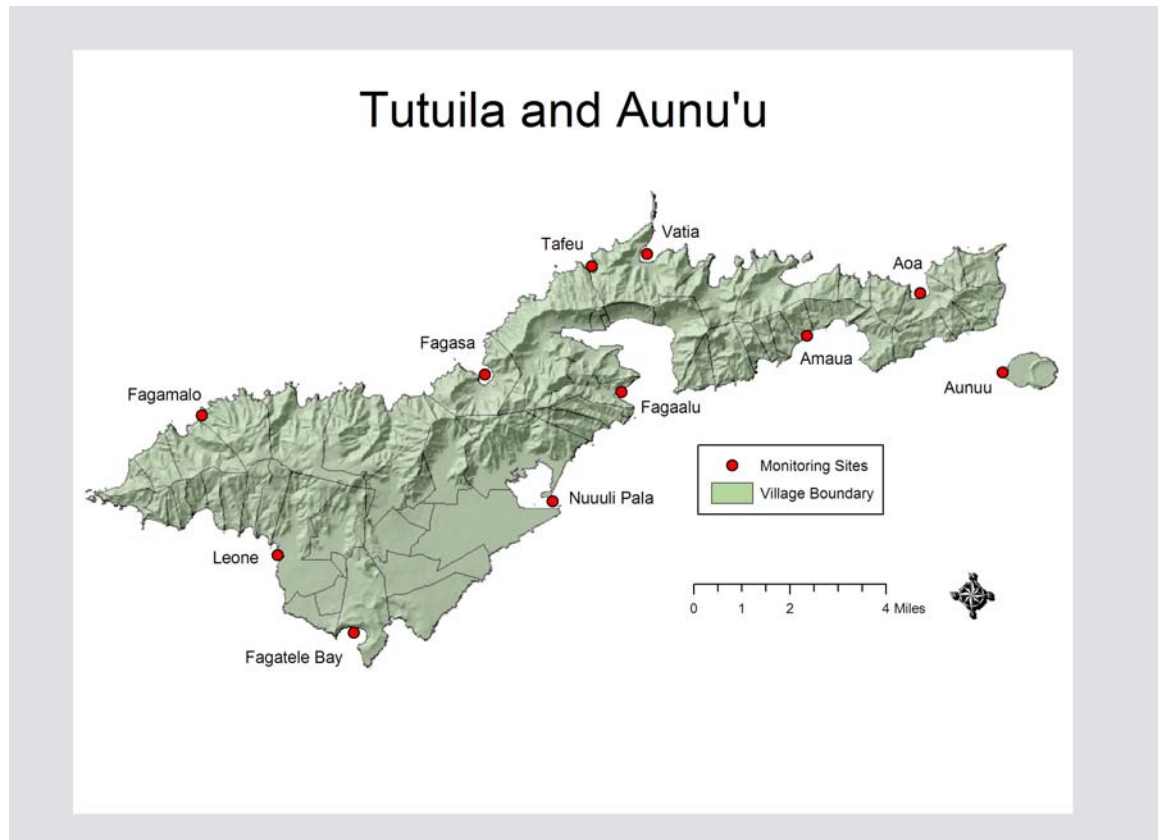 Tutuila and Aunu'u
Vatia
Tafeu
Aoa
Fagasa
Amaua
Aunuu
Fagamalo
Fagaalu
Monitoring Sites
Village Boundary
Nuuuli Pala
Leone
0 1 2 4 Miles
Fagatele Bay